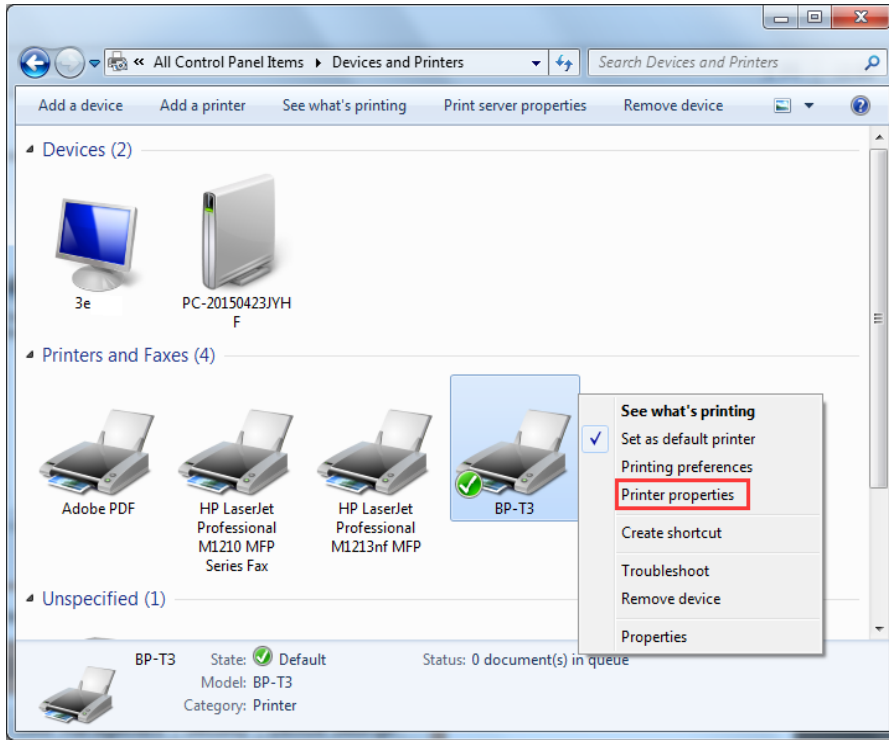 « All Control Panel Items ▸ Devices and Printers
Search Devices and Printers
Add a device Add a printer See what's printing Print server properties Remove device
Devices (2)
3e
PC-20150423JYH
F
Printers and Faxes (4)
Adobe PDF
HP LaserJet
Professional
M1210 MFP
Series Fax
HP LaserJet
Professional
M1213nf MFP
BP-T3
See what's printing
Set as default printer
Printing preferences
Printer properties
Create shortcut
Troubleshoot
Remove device
Properties
Unspecified (1)
BP-T3 State: Default Status: 0 document(s) in queue
Model: BP-T3
Category: Printer